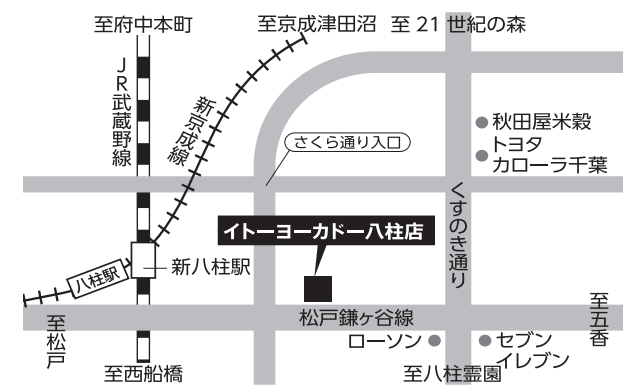 至府中本町
至京成津田沼
至 21 世紀の森
JR武蔵野線
新京成線
さくら通り入口
秋田屋米穀
トヨタ
カローラ千葉
くすのき通り
イトーヨーカドー八柱店
八柱駅
新八柱駅
至松戸
松戸鎌ヶ谷線
至五香
ローソン
セブン
イレブン
至西船橋
至八柱霊園